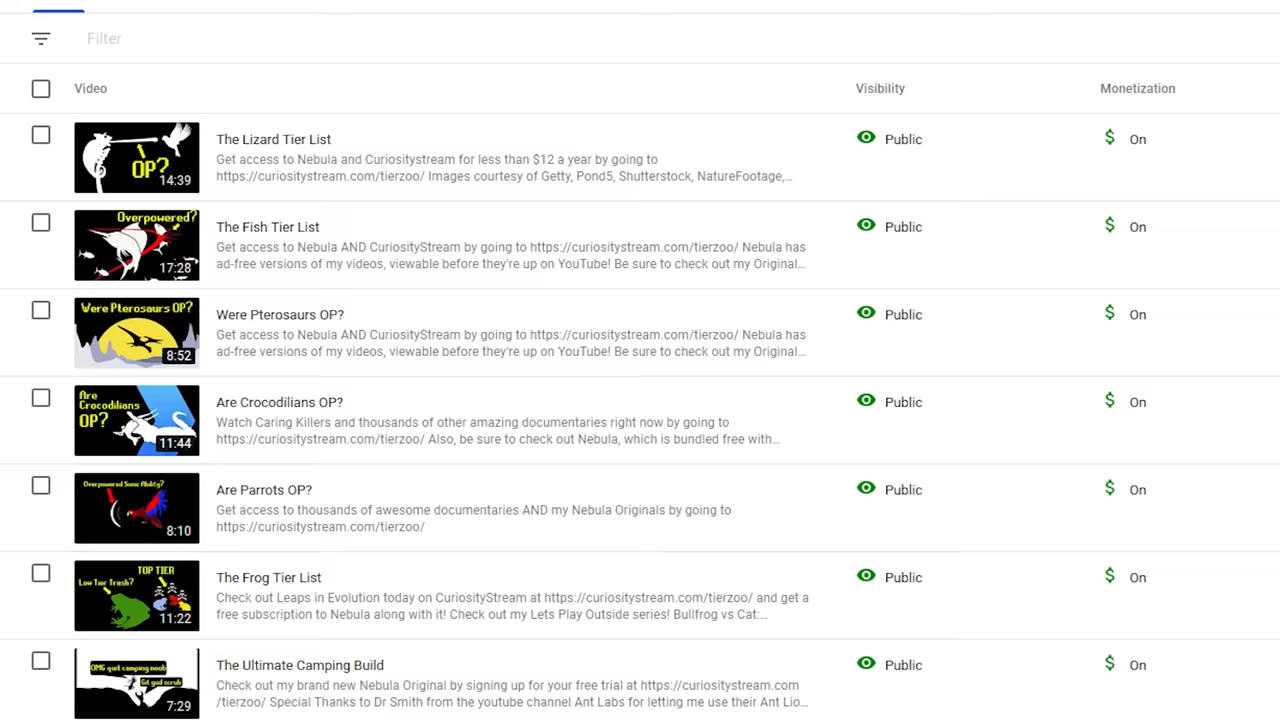 Filter
Video Visibility Monetization
OP?
14:39
The Lizard Tier List
Get access to Nebula and Curiositystream for less than $12 a year by going to
https://curiositystream.com/tierzoo/ Images courtesy of Getty, Pond5, Shutterstock, NatureFootage,...
Public
On
Overpowered?
17:28
The Fish Tier List
Get access to Nebula AND CuriosityStream by going to https://curiositystream.com/tierzoo/ Nebula has
ad-free versions of my videos, viewable before they're up on YouTube! Be sure to check out my Original...
Public
On
Were Pterosaurs OP?
8:52
Were Pterosaurs OP?
Get access to Nebula AND CuriosityStream by going to https://curiositystream.com/tierzoo/ Nebula has
ad-free versions of my videos, viewable before they're up on YouTube! Be sure to check out my Original...
Public
On
Are
Crocodilians
OP?
11:44
Are Crocodilians OP?
Watch Caring Killers and thousands of other amazing documentaries right now by going to
https://curiositystream.com/tierzoo/ Also, be sure to check out Nebula, which is bundled free with...
Public
On
Overpowered Sonic Ability?
8:10
Are Parrots OP?
Get access to thousands of awesome documentaries AND my Nebula Originals by going to
https://curiositystream.com/tierzoo/
Public
On
TOP TIER
Low Tier Trash?
11:22
The Frog Tier List
Check out Leaps in Evolution today on CuriosityStream at https://curiositystream.com/tierzoo/ and get a
free subscription to Nebula along with it! Check out my Lets Play Outside series! Bullfrog vs Cat:...
Public
On
OMG quit camping noob
Git gud scrub
7:29
The Ultimate Camping Build
Check out my brand new Nebula Original by signing up for your free trial at https://curiositystream.com
/tierzoo/ Special Thanks to Dr Smith from the youtube channel Ant Labs for letting me use their Ant Lio...
Public
On